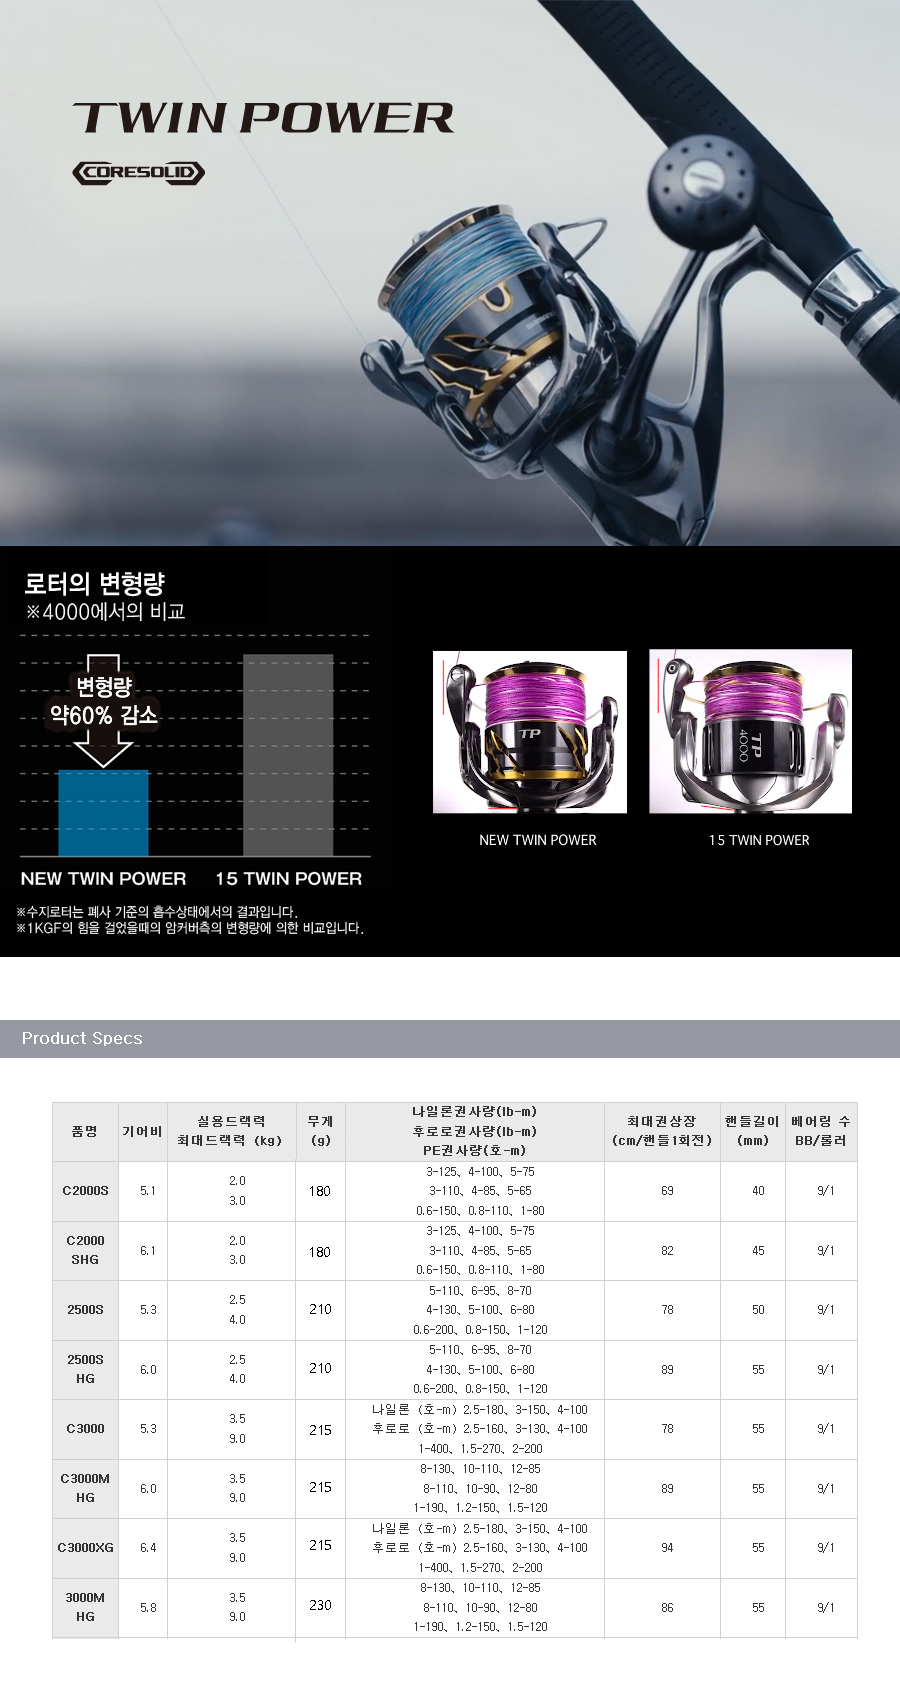 TWIN POWER
CORESOLID
로터의 변형량
※4000에서의 비교
변형량
약60% 감소
NEW TWIN POWER
15 TWIN POWER
※수지로터는 폐사 기준의 흡수상태에서의 결과입니다.
※1KGF의 힘을 걸었을때의 암커버측의 변형량에 의한 비교입니다.
TP
TP
4000
NEW TWIN POWER
15 TWIN POWER
Product Specs
품명 기어비 실용드랙력 최대드랙력 (kg) 무게 (g) 나일론권사량(lb-m) 후로로권사량(lb-m) PE권사량(호-m) 최대권상장 (cm/핸들1회전) 핸들길이 (mm) 베어링 수 BB/롤러
C2000S 5.1 2.0 3.0 180 3-125、4-100、5-75 3-110、4-85、5-65 0.6-150、0.8-110、1-80 69 40 9/1
C2000 SHG 6.1 2.0 3.0 180 3-125、4-100、5-75 3-110、4-85、5-65 0.6-150、0.8-110、1-80 82 45 9/1
2500S 5.3 2.5 4.0 210 5-110、6-95、8-70 4-130、5-100、6-80 0.6-200、0.8-150、1-120 78 50 9/1
2500S HG 6.0 2.5 4.0 210 5-110、6-95、8-70 4-130、5-100、6-80 0.6-200、0.8-150、1-120 89 55 9/1
C3000 5.3 3.5 9.0 215 나일론 (호-m) 2.5-180、3-150、4-100 후로로 (호-m) 2.5-160、3-130、4-100 1-400、1.5-270、2-200 78 55 9/1
C3000M HG 6.0 3.5 9.0 215 8-130、10-110、12-85 8-110、10-90、12-80 1-190、1.2-150、1.5-120 89 55 9/1
C3000XG 6.4 3.5 9.0 215 나일론 (호-m) 2.5-180、3-150、4-100 후로로 (호-m) 2.5-160、3-130、4-100 1-400、1.5-270、2-200 94 55 9/1
3000M HG 5.8 3.5 9.0 230 8-130、10-110、12-85 8-110、10-90、12-80 1-190、1.2-150、1.5-120 86 55 9/1